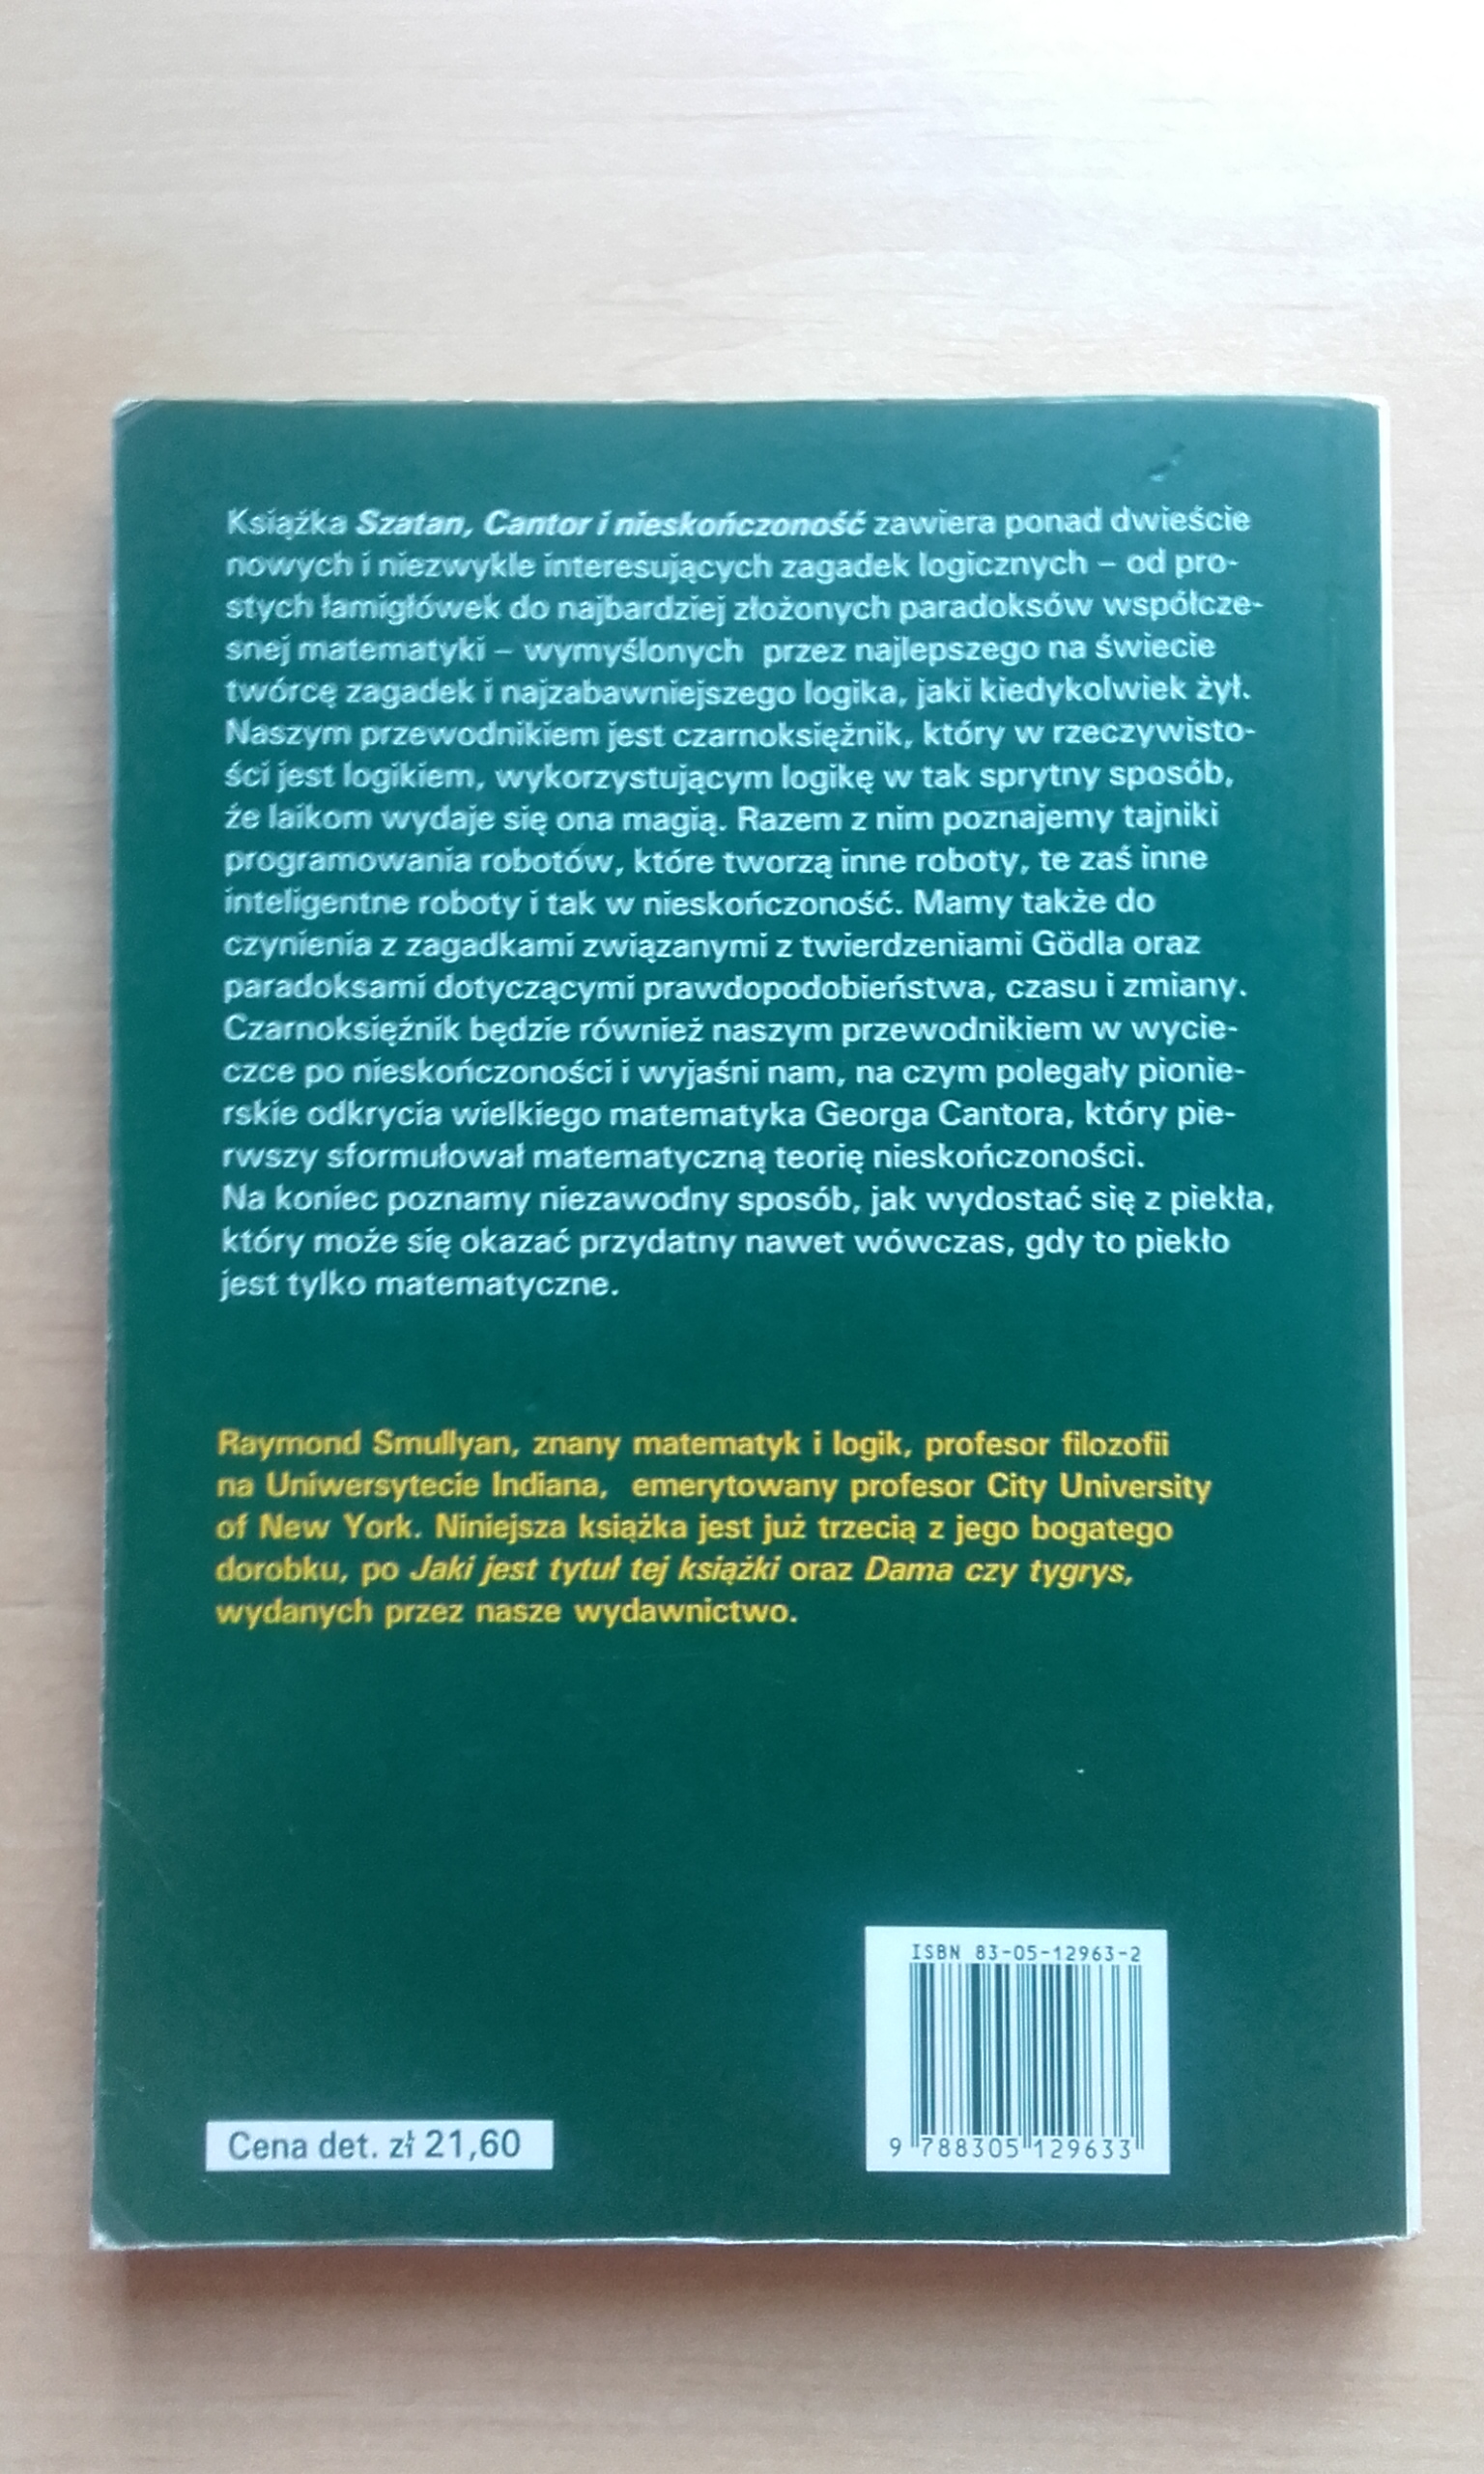 Książka Szatan, Cantor i nieskończoność zawiera ponad dwieście
nowych i niezwykle interesujących zagadek logicznych – od pro-
stych łamigłówek do najbardziej złożonych paradoksów współcze-
snej matematyki – wymyślonych przez najlepszego na świecie
twórcę zagadek i najzabawniejszego logika, jaki kiedykolwiek żył.
Naszym przewodnikiem jest czarnoksiężnik, który w rzeczywisto-
ści jest logikiem, wykorzystującym logikę w tak sprytny sposób,
że laikom wydaje się ona magią. Razem z nim poznajemy tajniki
programowania robotów, które tworzą inne roboty, te zaś inne
inteligentne roboty i tak w nieskończoność. Mamy także do
czynienia z zagadkami związanymi z twierdzeniami Gödla oraz
paradoksami dotyczącymi prawdopodobieństwa, czasu i zmiany.
Czarnoksiężnik będzie również naszym przewodnikiem w wycie-
czce po nieskończoności i wyjaśni nam, na czym polegały pionie-
rskie odkrycia wielkiego matematyka Georga Cantora, który pie-
rwszy sformułował matematyczną teorię nieskończoności.
Na koniec poznamy niezawodny sposób, jak wydostać się z piekła,
który może się okazać przydatny nawet wówczas, gdy to piekło
jest tylko matematyczne.
Raymond Smullyan, znany matematyk i logik, profesor filozofii
na Uniwersytecie Indiana, emerytowany profesor City University
of New York. Niniejsza książka jest już trzecią z jego bogatego
dorobku, po Jaki jest tytuł tej książki oraz Dama czy tygrys,
wydanych przez nasze wydawnictwo.
ISBN 83-05-12963-2
9 788305 129633
Cena det. zł 21,60